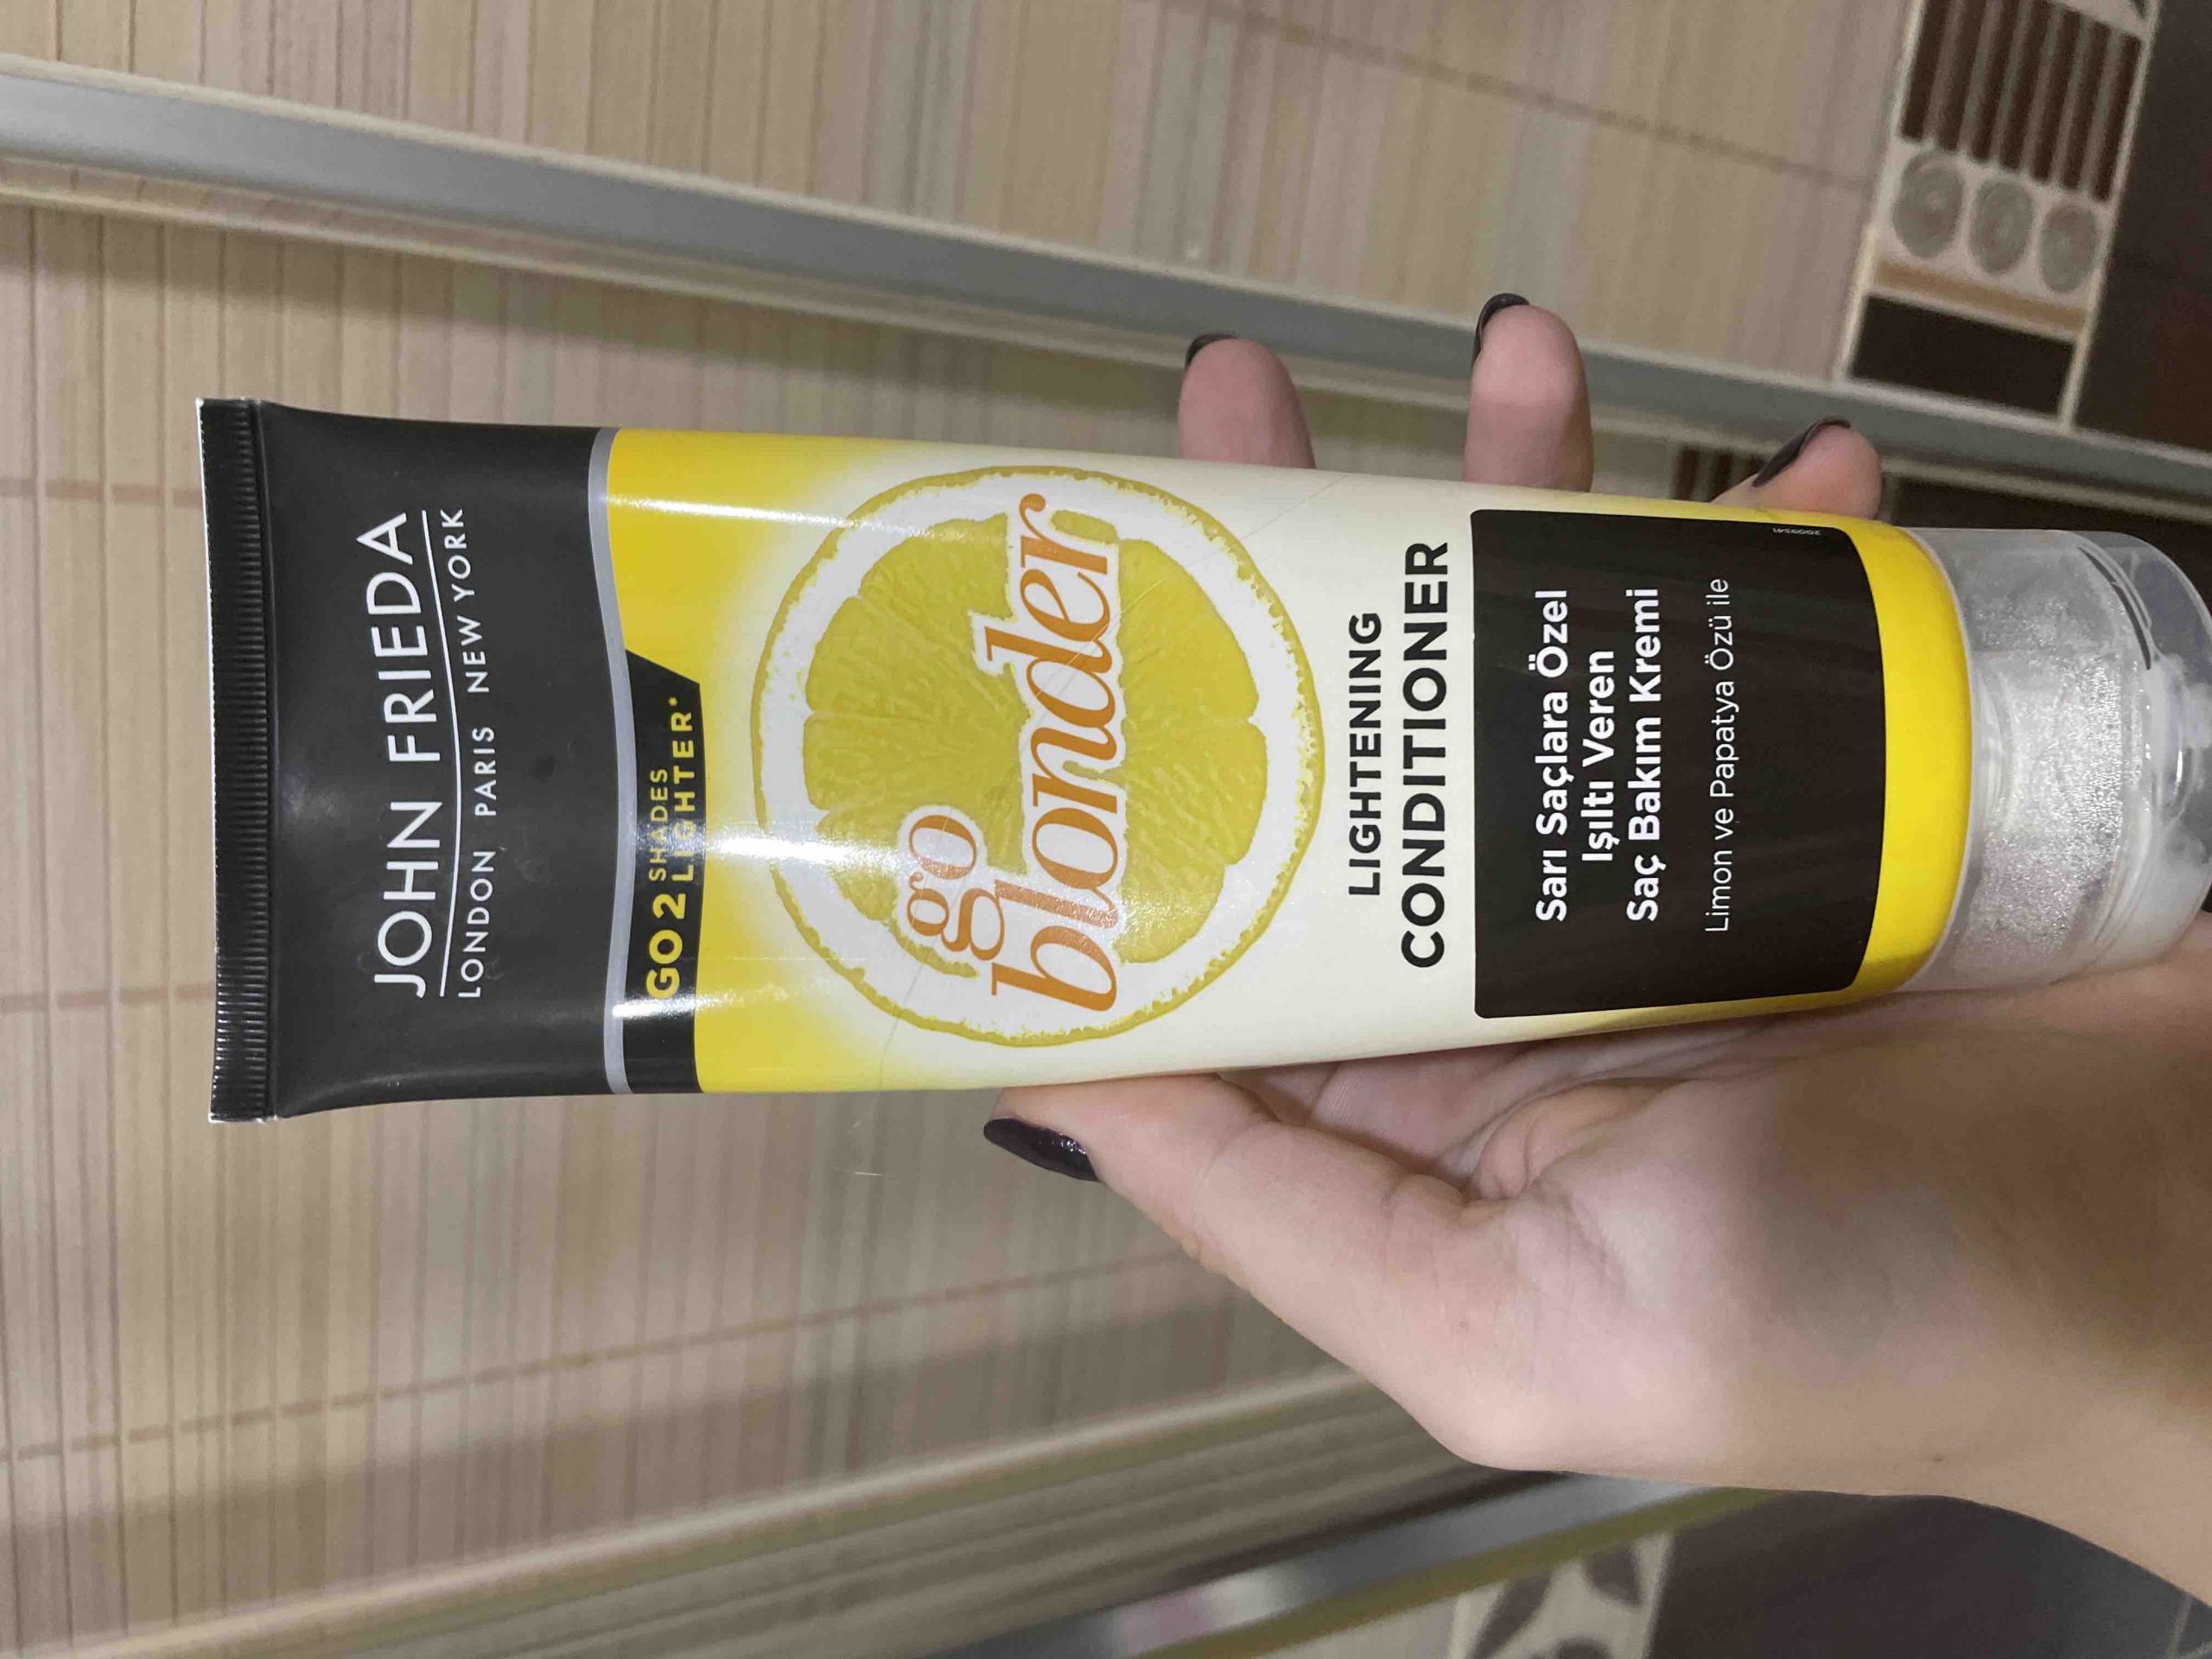 JOHN FRIEDA
LONDON PARIS NEW YORK
GO 2 SHADES
LIGHTER*
go
blonder
LIGHTENING
CONDITIONER
Sarı Saçlara Özel
Işıltı Veren
Saç Bakım Kremi
Limon ve Papatya Özü ile